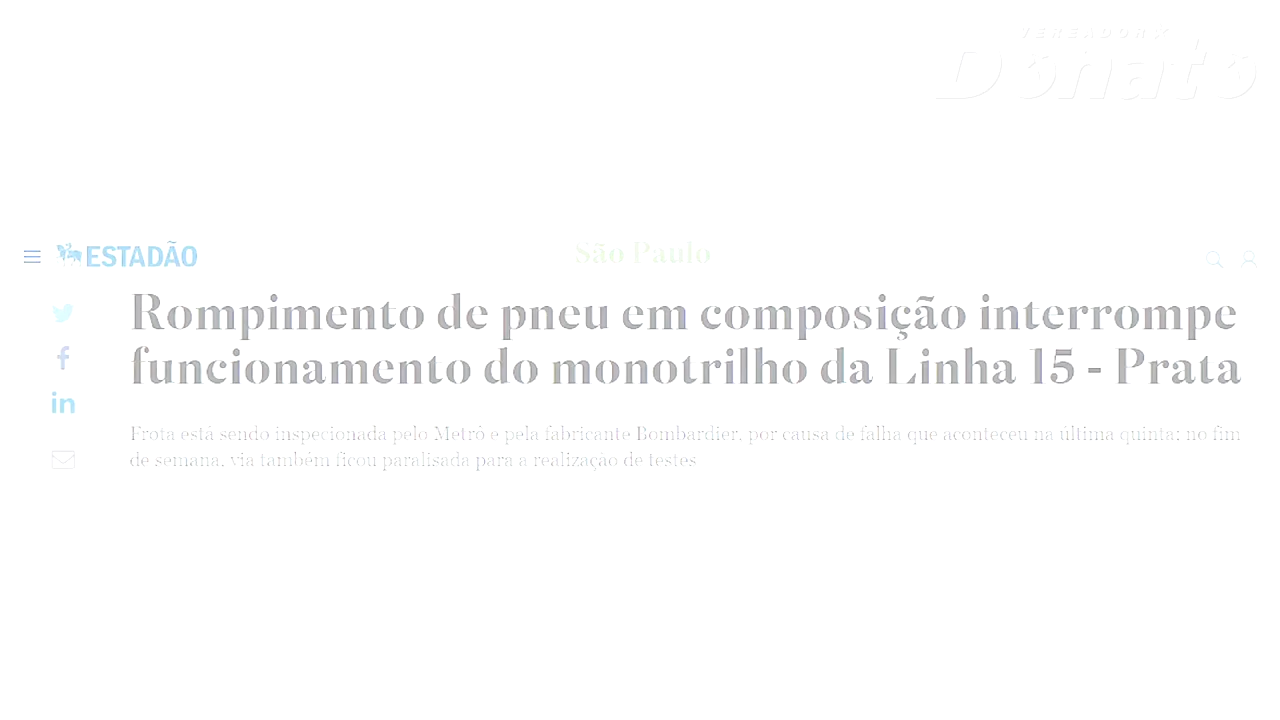 VEREADOR
Donato
ESTADÃO
São Paulo
Rompimento de pneu em composição interrompe
funcionamento do monotrilho da Linha 15 - Prata
Frota está sendo inspecionada pelo Metrô e pela fabricante Bombardier, por causa de falha que aconteceu na última quinta; no fim
de semana, via também ficou paralisada para a realização de testes